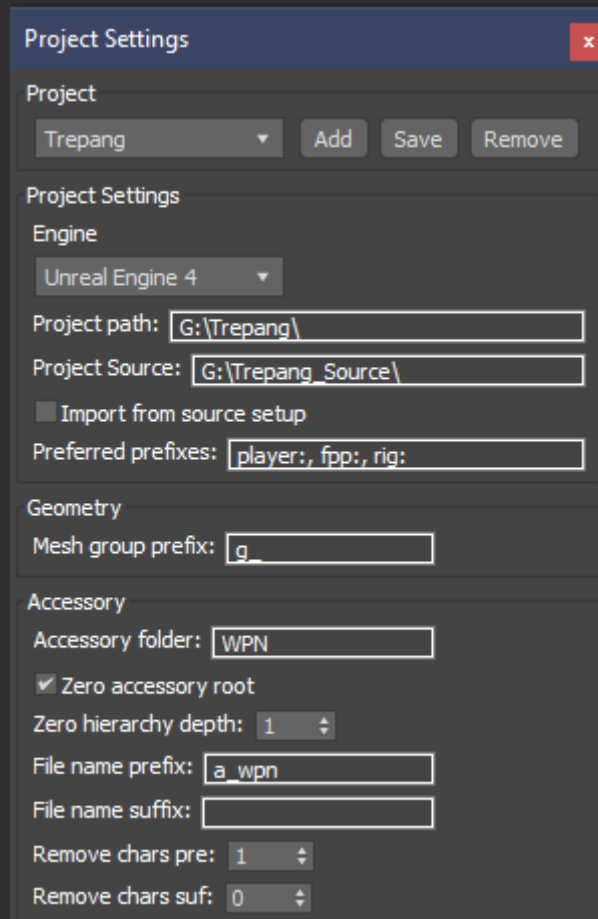 Project Settings
x
Project
Trepang Add Save Remove
Project Settings
Engine
Unreal Engine 4
Project path: G:\Trepang\
Project Source: G:\Trepang_Source\
Import from source setup
Preferred prefixes: player:, fpp:, rig:
Geometry
Mesh group prefix: g_
Accessory
Accessory folder: WPN
Zero accessory root
Zero hierarchy depth: 1
File name prefix: a_wpn
File name suffix:
Remove chars pre: 1
Remove chars suf: 0